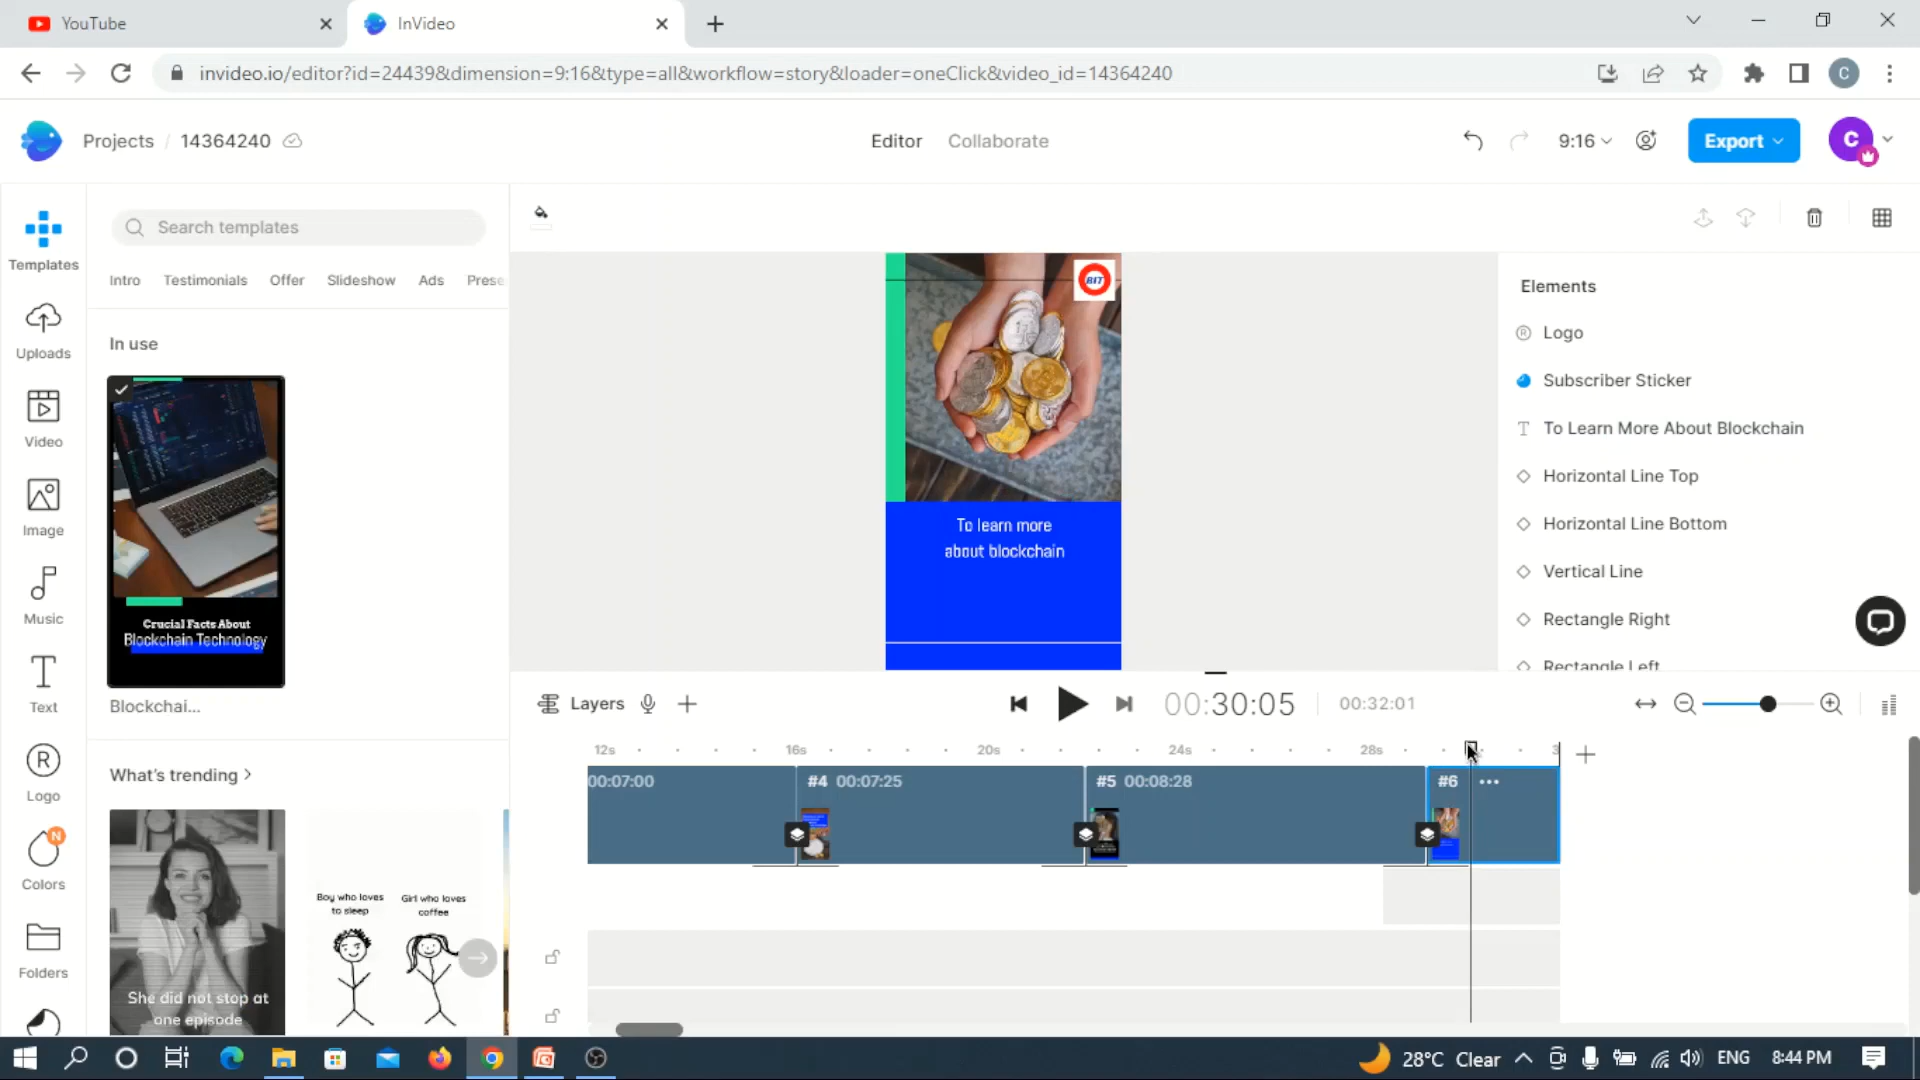 YouTube
InVideo
invideo.io/editor?id=24439&dimension=9:16&type=all&workflow=story&loader=oneClick&video_id=14364240
C
Projects / 14364240
Editor
Collaborate
9:16
Export
C
Templates
Uploads
Video
Image
Music
Text
Logo
N
Colors
Folders
Search templates
Intro
Testimonials
Offer
Slideshow
Ads
Prese
In use
Crucial Facts About
Blockchain Technology
Blockchai...
What's trending >
She did not stop at
one episode
Boy who loves
to sleep
Girl who loves
coffee
BIT
To learn more
about blockchain
Elements
Logo
Subscriber Sticker
To Learn More About Blockchain
Horizontal Line Top
Horizontal Line Bottom
Vertical Line
Rectangle Right
Rectangle Left
Layers
00:30:05
00:32:01
12s
16s
20s
24s
28s
3
00:07:00
#4 00:07:25
#5 00:08:28
#6
28°C Clear
ENG
8:44 PM